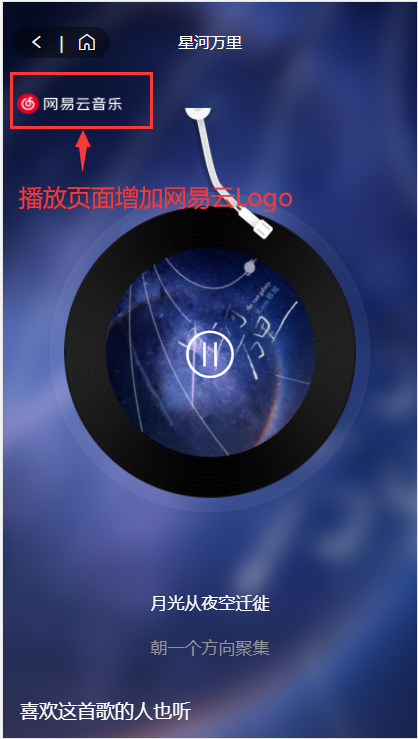 星河万里
网易云音乐
播放页面增加网易云Logo
月光从夜空迁徙
朝一个方向聚集
喜欢这首歌的人也听